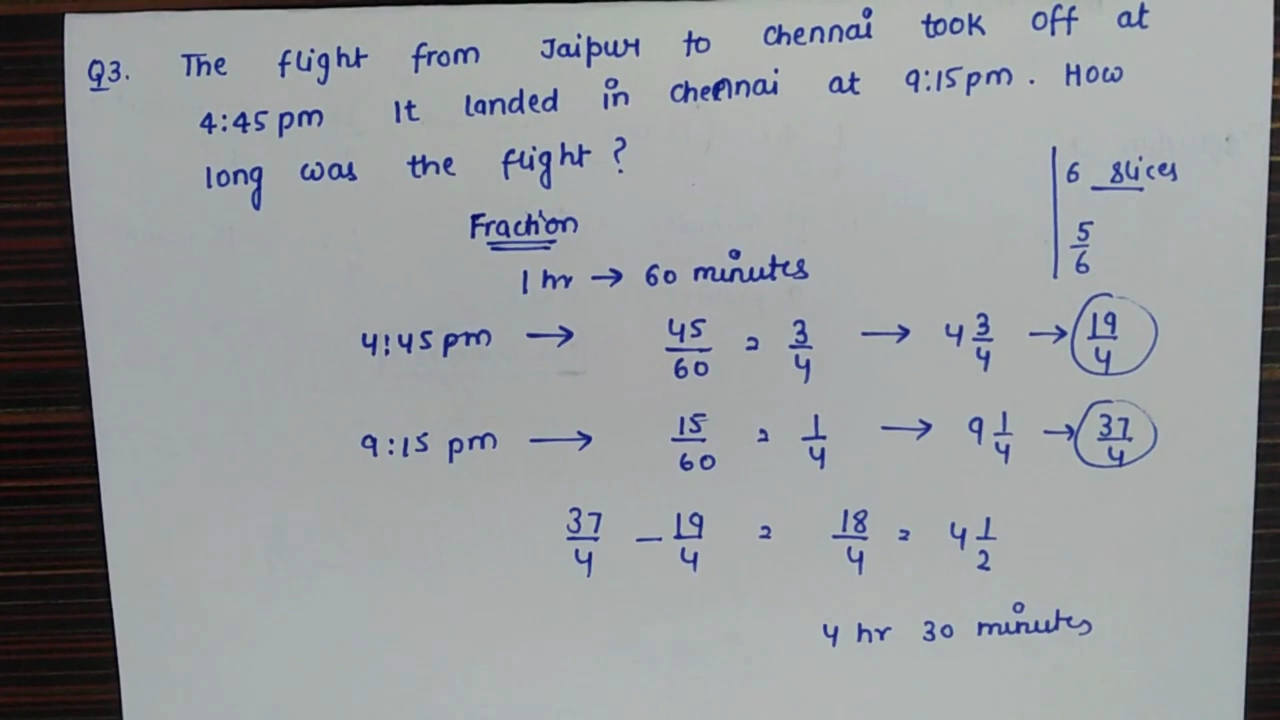 Q3. The flight from Jaipur to chennai took off at
4:45 pm It landed in chennai at 9:15 pm. How
long was the flight?
6 slices
5/6
Fraction
1 hr → 60 minutes
4:45 pm → 45/60 = 3/4 → 4 3/4 → 19/4
9:15 pm → 15/60 = 1/4 → 9 1/4 → 37/4
37/4 - 19/4 = 18/4 = 4 1/2
4 hr 30 minutes